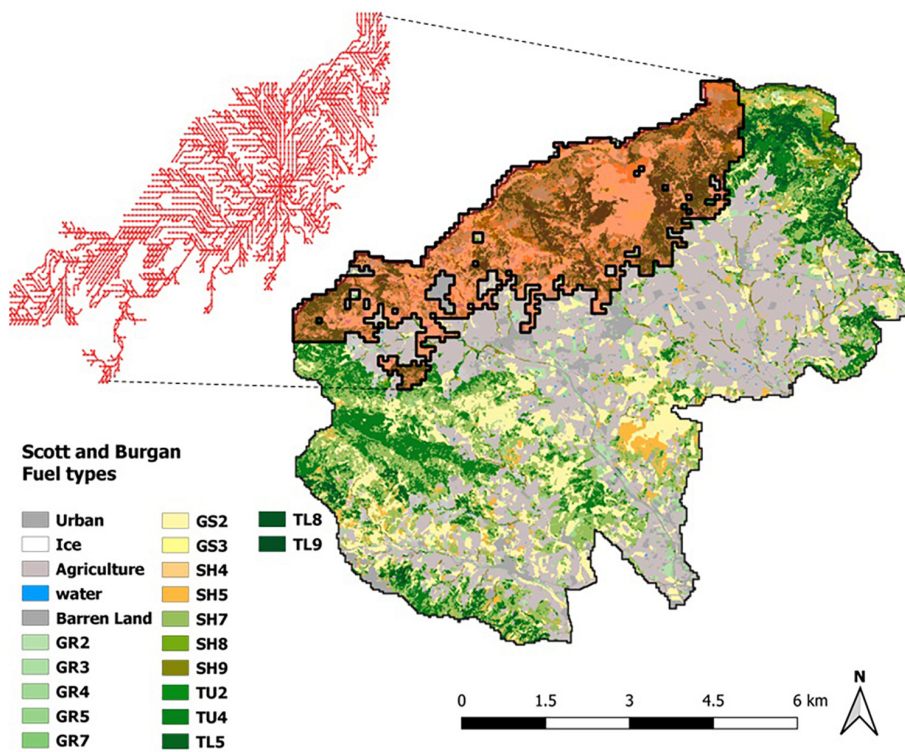 Scott and Burgan
Fuel types
Urban
Ice
Agriculture
water
Barren Land
GR2
GR3
GR4
GR5
GR7
GS2
GS3
SH4
SH5
SH7
SH8
SH9
TU2
TU4
TL5
TL8
TL9
0 1.5 3 4.5 6 km
N